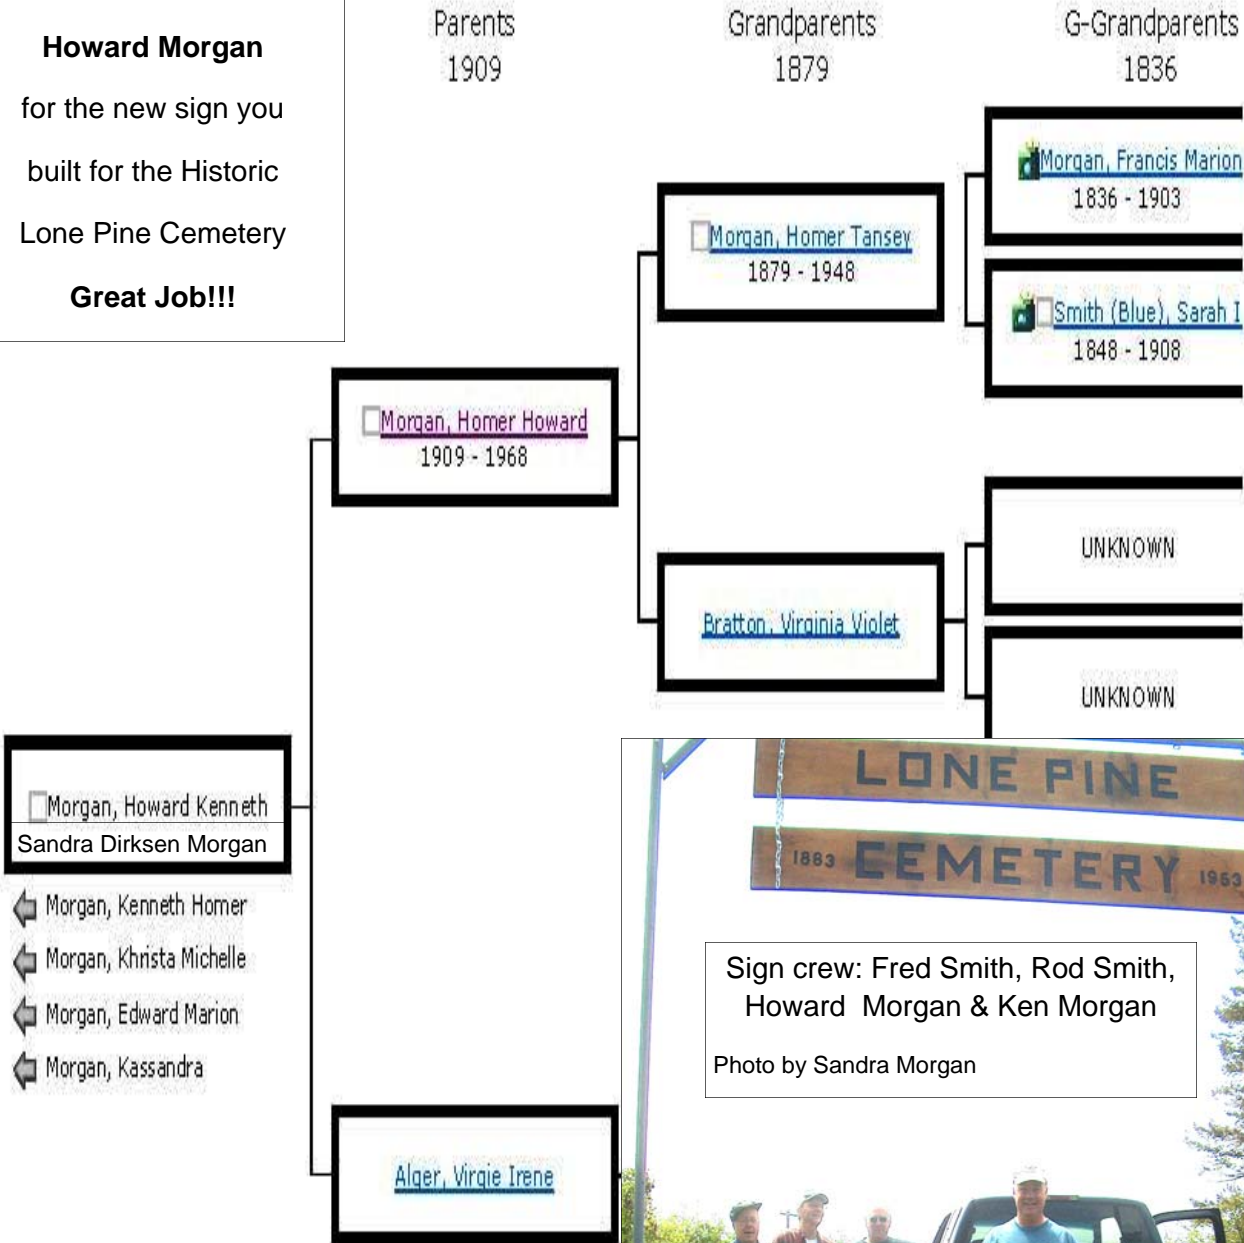 Howard Morgan
for the new sign you
built for the Historic
Lone Pine Cemetery
Great Job!!!
Parents
1909
Grandparents
1879
G-Grandparents
1836
Morgan, Francis Marion
1836 - 1903
Morgan, Homer Tansey
1879 - 1948
Smith (Blue), Sarah I
1848 - 1908
Morgan, Homer Howard
1909 - 1968
UNKNOWN
Bratton, Virginia Violet
UNKNOWN
Morgan, Howard Kenneth
Sandra Dirksen Morgan
Morgan, Kenneth Homer
Morgan, Khrista Michelle
Morgan, Edward Marion
Morgan, Kassandra
Alger, Virgie Irene
LONE PINE
1883 CEMETERY 1963
Sign crew: Fred Smith, Rod Smith,
Howard Morgan & Ken Morgan
Photo by Sandra Morgan